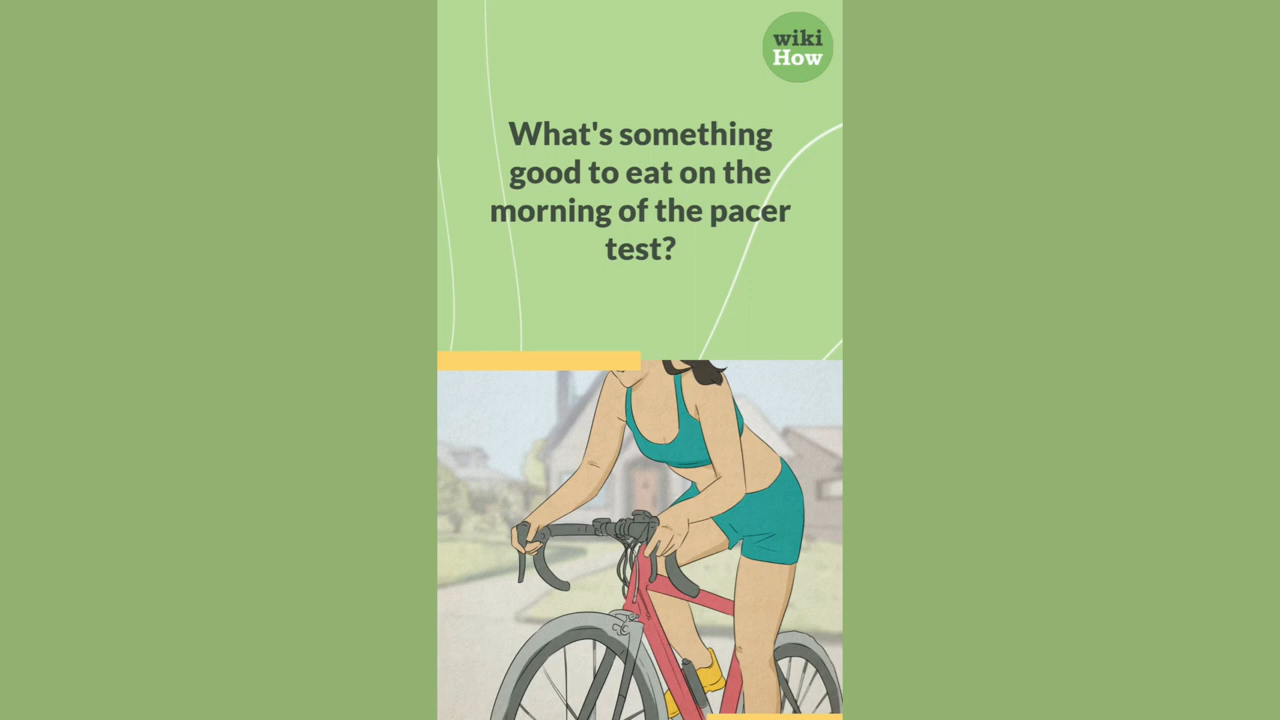 wiki
How
What's something
good to eat on the
morning of the pacer
test?